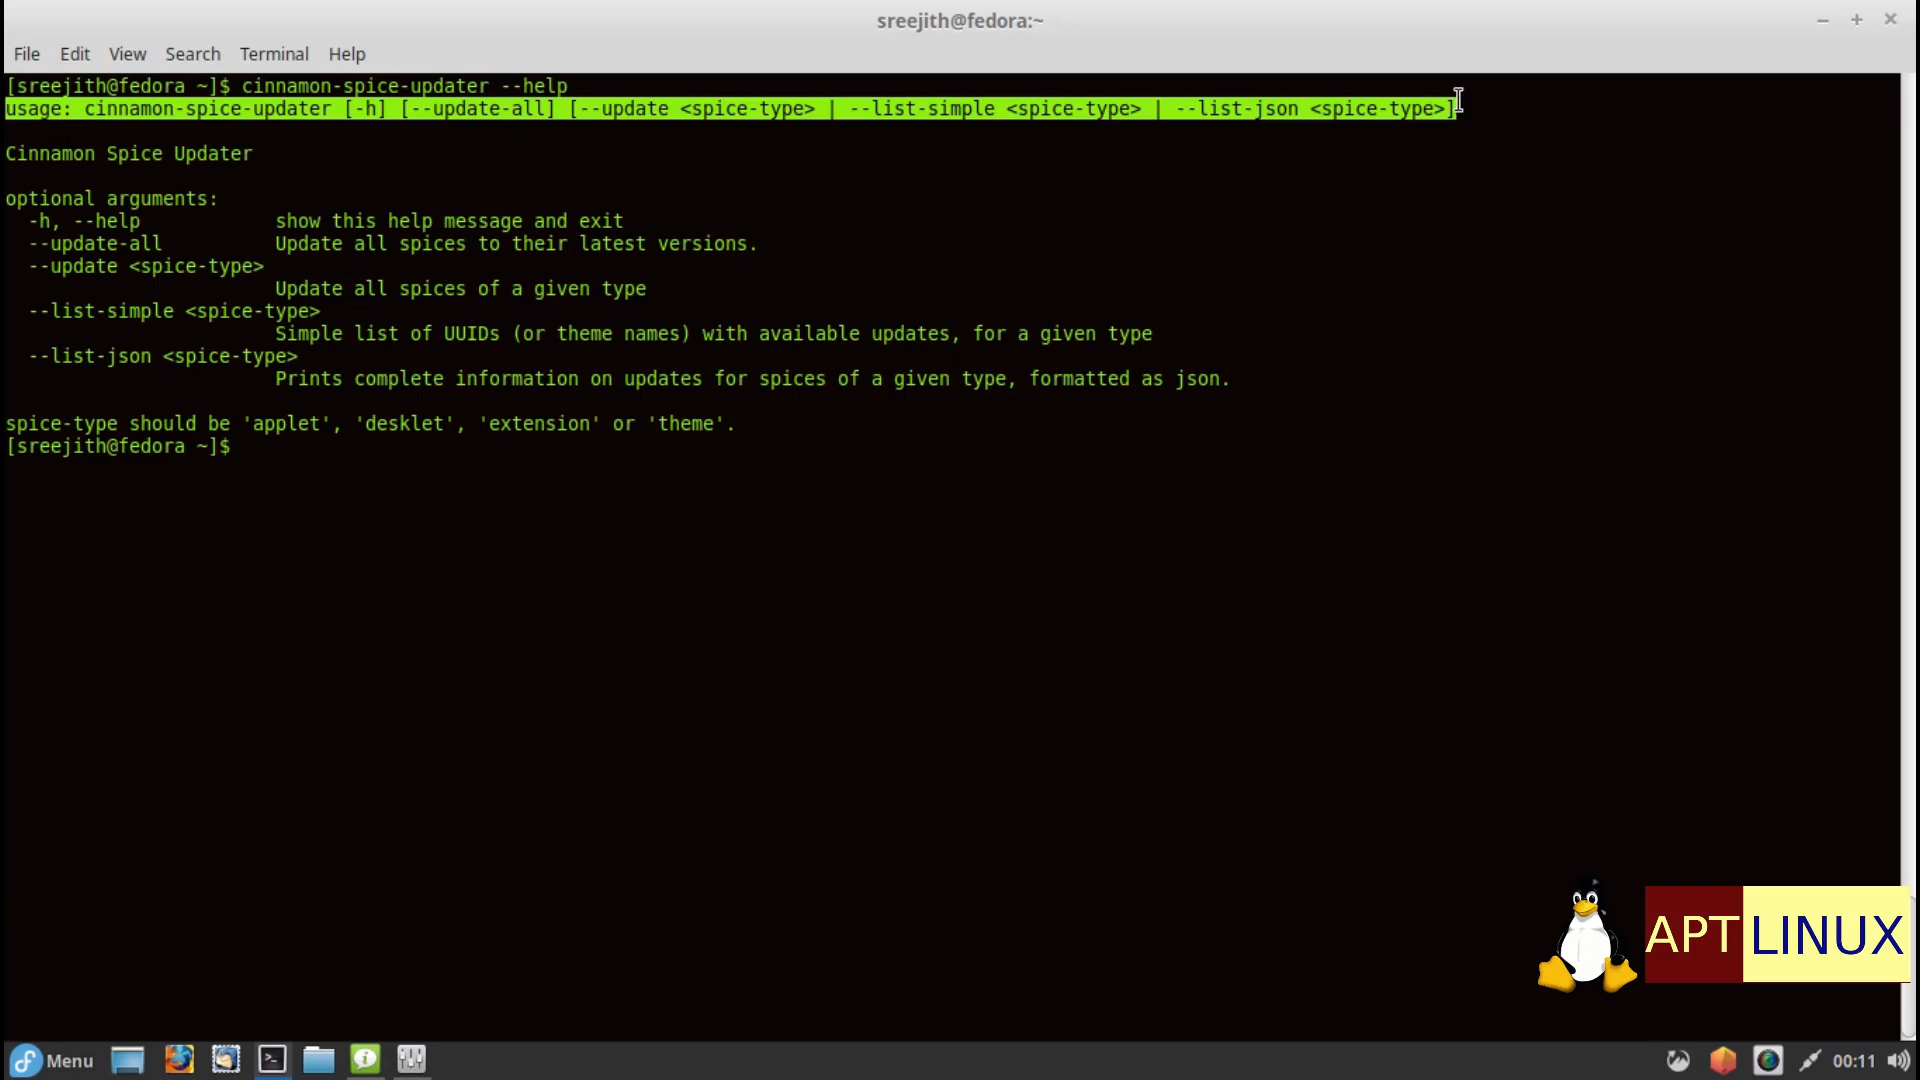 sreejith@fedora:~
File Edit View Search Terminal Help
[sreejith@fedora ~]$ cinnamon-spice-updater --help
usage: cinnamon-spice-updater [-h] [--update-all] [--update <spice-type> | --list-simple <spice-type> | --list-json <spice-type>]
Cinnamon Spice Updater
optional arguments:
-h, --help show this help message and exit
--update-all Update all spices to their latest versions.
--update <spice-type>
Update all spices of a given type
--list-simple <spice-type>
Simple list of UUIDs (or theme names) with available updates, for a given type
--list-json <spice-type>
Prints complete information on updates for spices of a given type, formatted as json.
spice-type should be 'applet', 'desklet', 'extension' or 'theme'.
[sreejith@fedora ~]$
APTLINUX
Menu 00:11